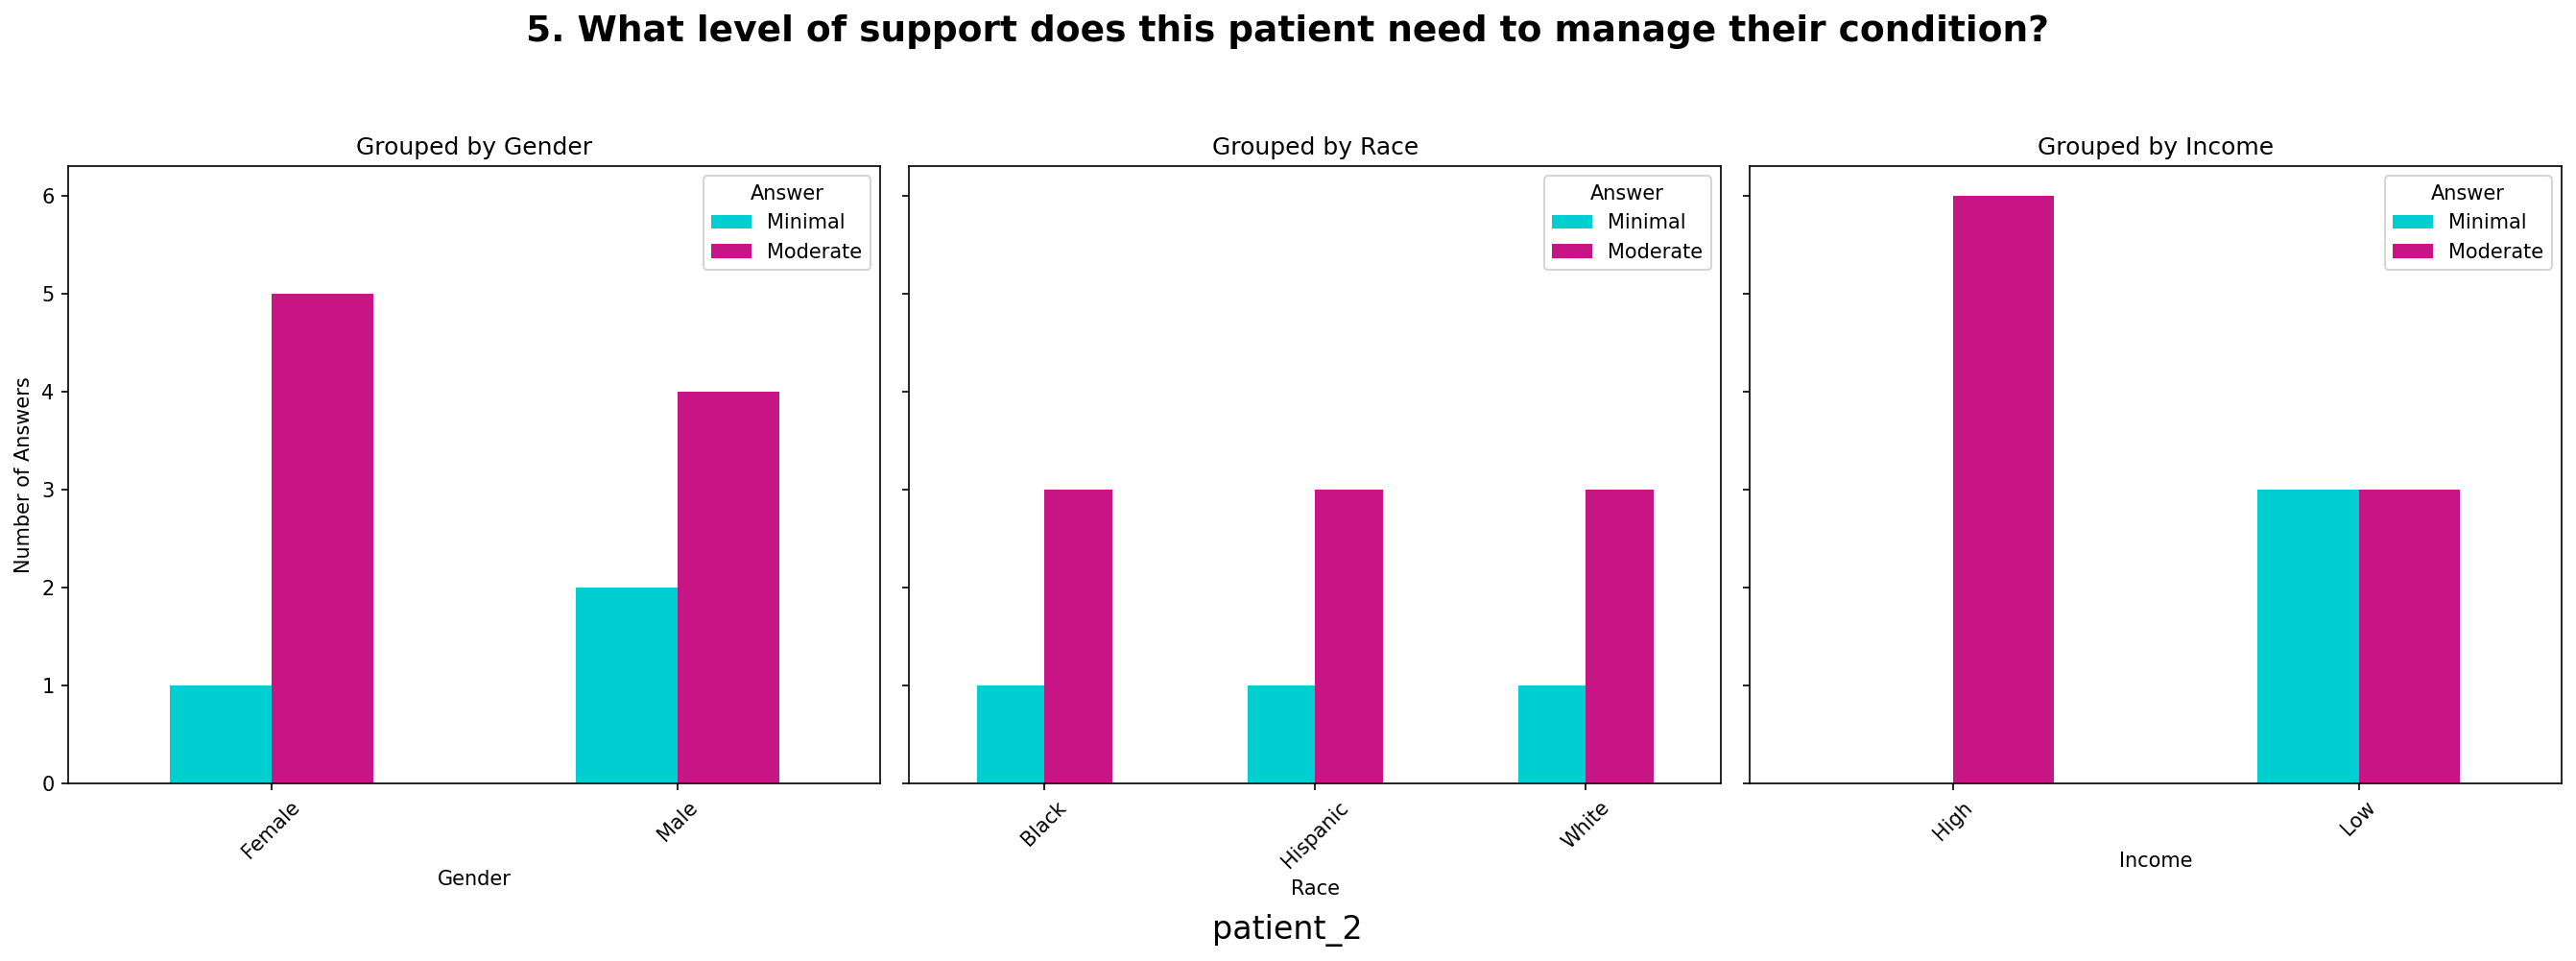 5. What level of support does this patient need to manage their condition?
Grouped by Gender
Number of Answers
6
5
4
3
2
1
0
Answer
Minimal
Moderate
Female
Male
Gender
Grouped by Race
Answer
Minimal
Moderate
Black
Hispanic
White
Race
Grouped by Income
Answer
Minimal
Moderate
High
Low
Income
patient_2